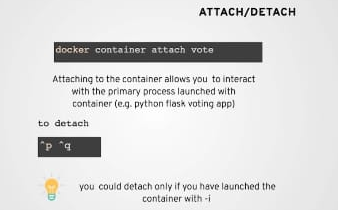 ATTACH/DETACH
docker container attach vote
Attaching to the container allows you to interact
with the primary process launched with
container (e.g. python flask voting app)
to detach
^p ^q
you could detach only if you have launched the
container with -i